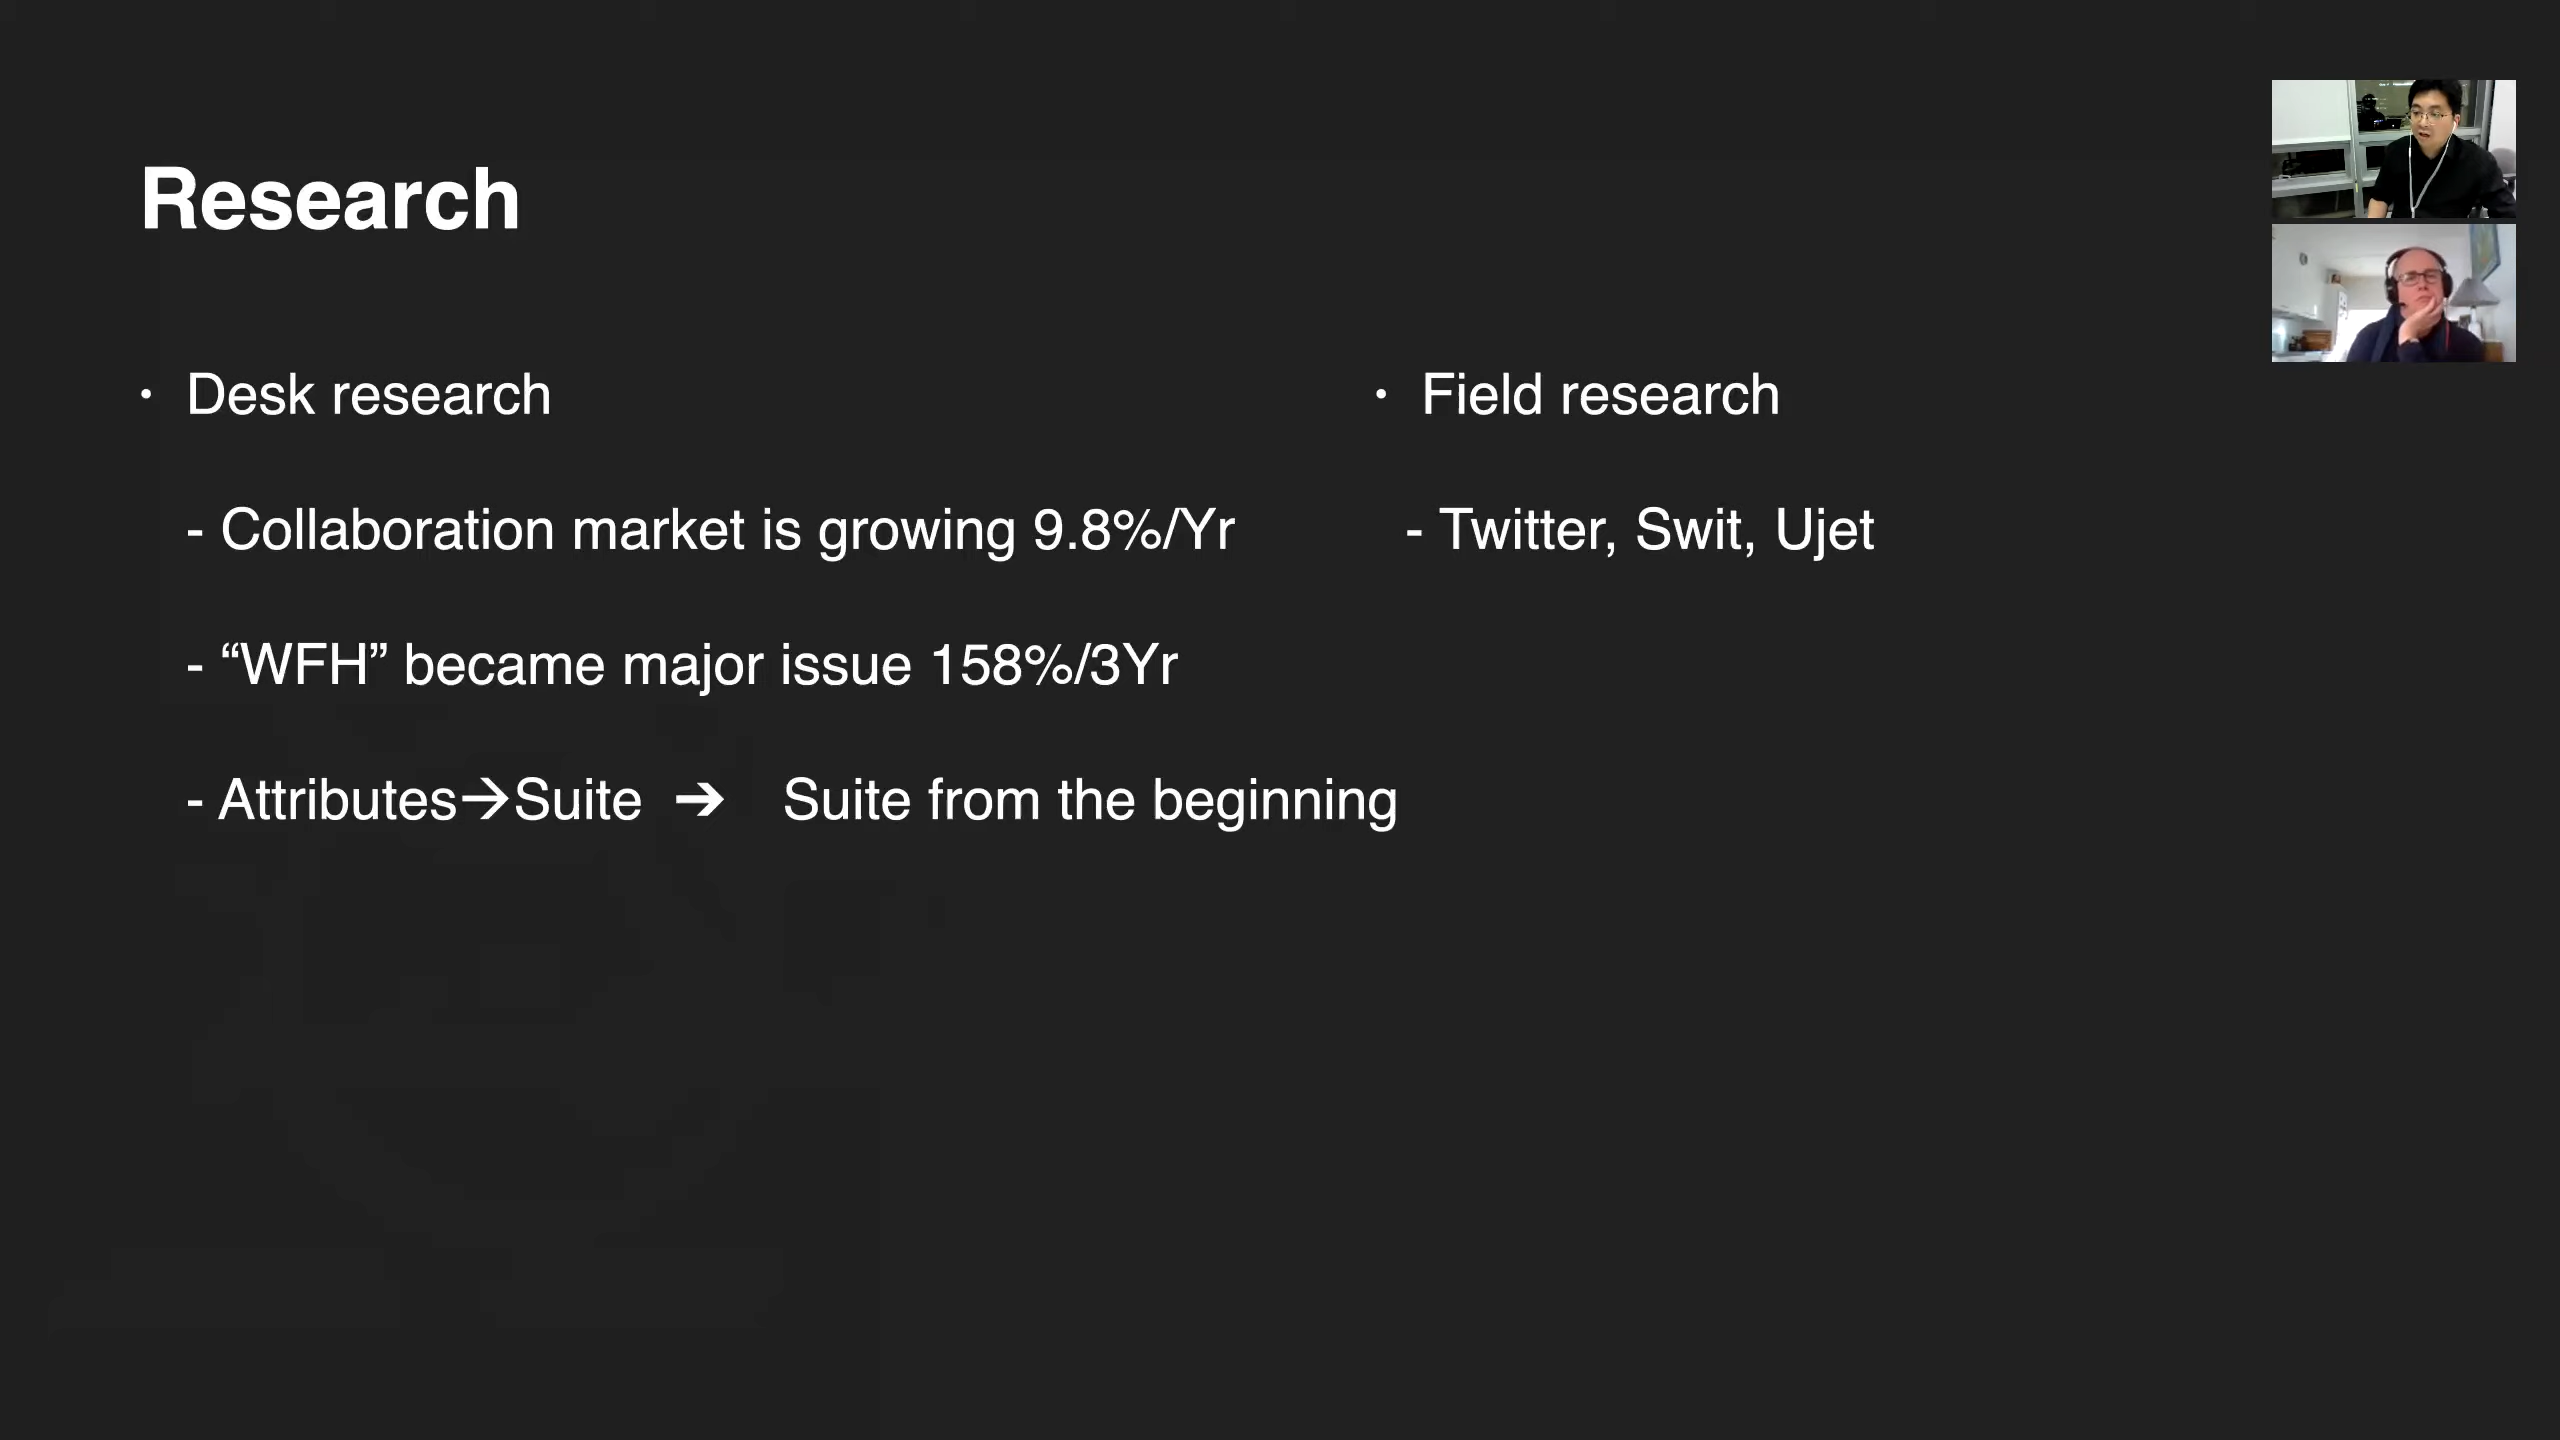 Research
• Desk research
- Collaboration market is growing 9.8%/Yr
- “WFH” became major issue 158%/3Yr
- Attributes→Suite ➔ Suite from the beginning
• Field research
- Twitter, Swit, Ujet